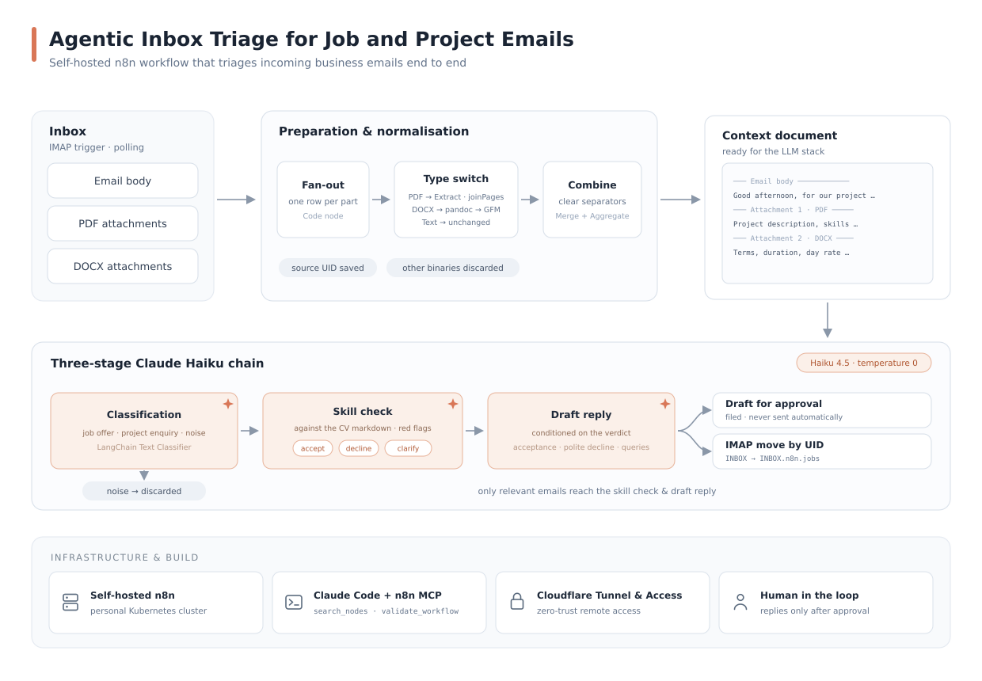 Agentic Inbox Triage for Job and Project Emails
Self-hosted n8n workflow that triages incoming business emails end to end
Inbox
IMAP trigger · polling
Email body
PDF attachments
DOCX attachments
Preparation & normalisation
Fan-out
one row per part
Code node
Type switch
PDF → Extract · joinPages
DOCX → pandoc → GFM
Text → unchanged
Combine
clear separators
Merge + Aggregate
source UID saved
other binaries discarded
Context document
ready for the LLM stack
─── Email body ───────────
Good afternoon, for our project …
─── Attachment 1 · PDF ─────
Project description, skills …
─── Attachment 2 · DOCX ────
Terms, duration, day rate …
Three-stage Claude Haiku chain
Haiku 4.5 · temperature 0
Classification
job offer · project enquiry · noise
LangChain Text Classifier
noise → discarded
Skill check
against the CV markdown · red flags
accept
decline
clarify
Draft reply
conditioned on the verdict
acceptance · polite decline · queries
Draft for approval
filed · never sent automatically
IMAP move by UID
INBOX → INBOX.n8n.jobs
only relevant emails reach the skill check & draft reply
INFRASTRUCTURE & BUILD
Self-hosted n8n
personal Kubernetes cluster
Claude Code + n8n MCP
search_nodes · validate_workflow
Cloudflare Tunnel & Access
zero-trust remote access
Human in the loop
replies only after approval